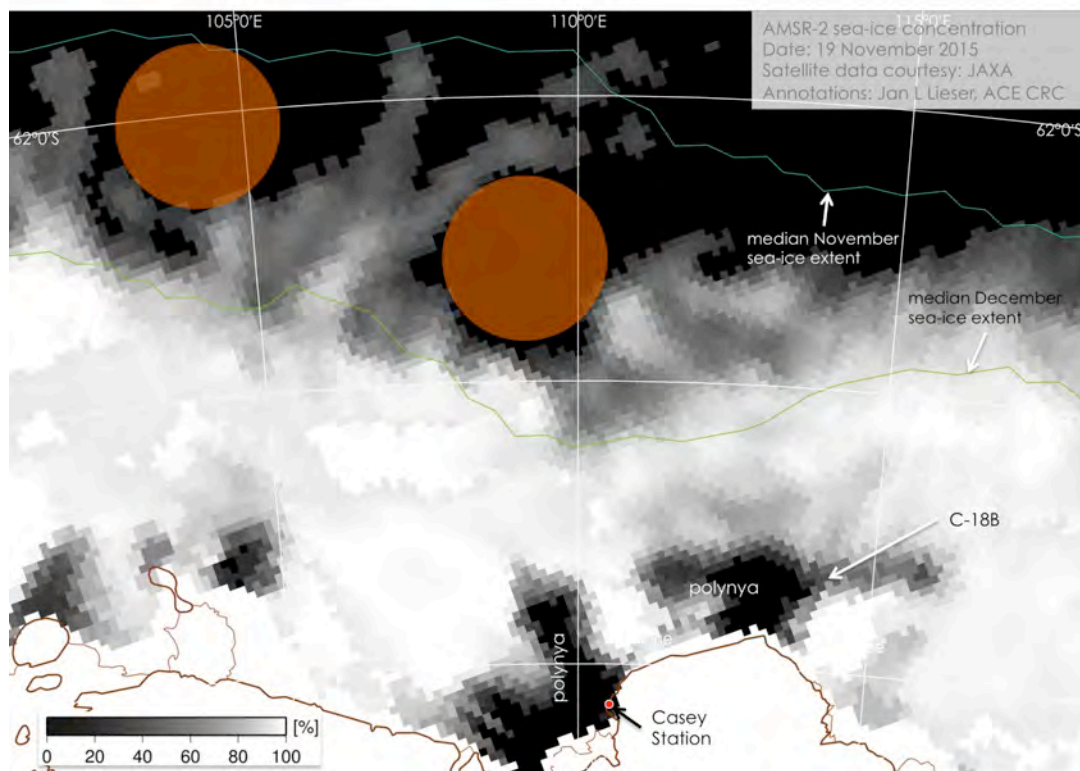 105°0'E
110°0'E
115°0'E
AMSR-2 sea-ice concentration
Date: 19 November 2015
Satellite data courtesy: JAXA
Annotations: Jan L Lieser, ACE CRC
62°0'S
62°0'S
median November
sea-ice extent
median December
sea-ice extent
C-18B
polynya
polynya
Casey
Station
[%]
0 20 40 60 80 100